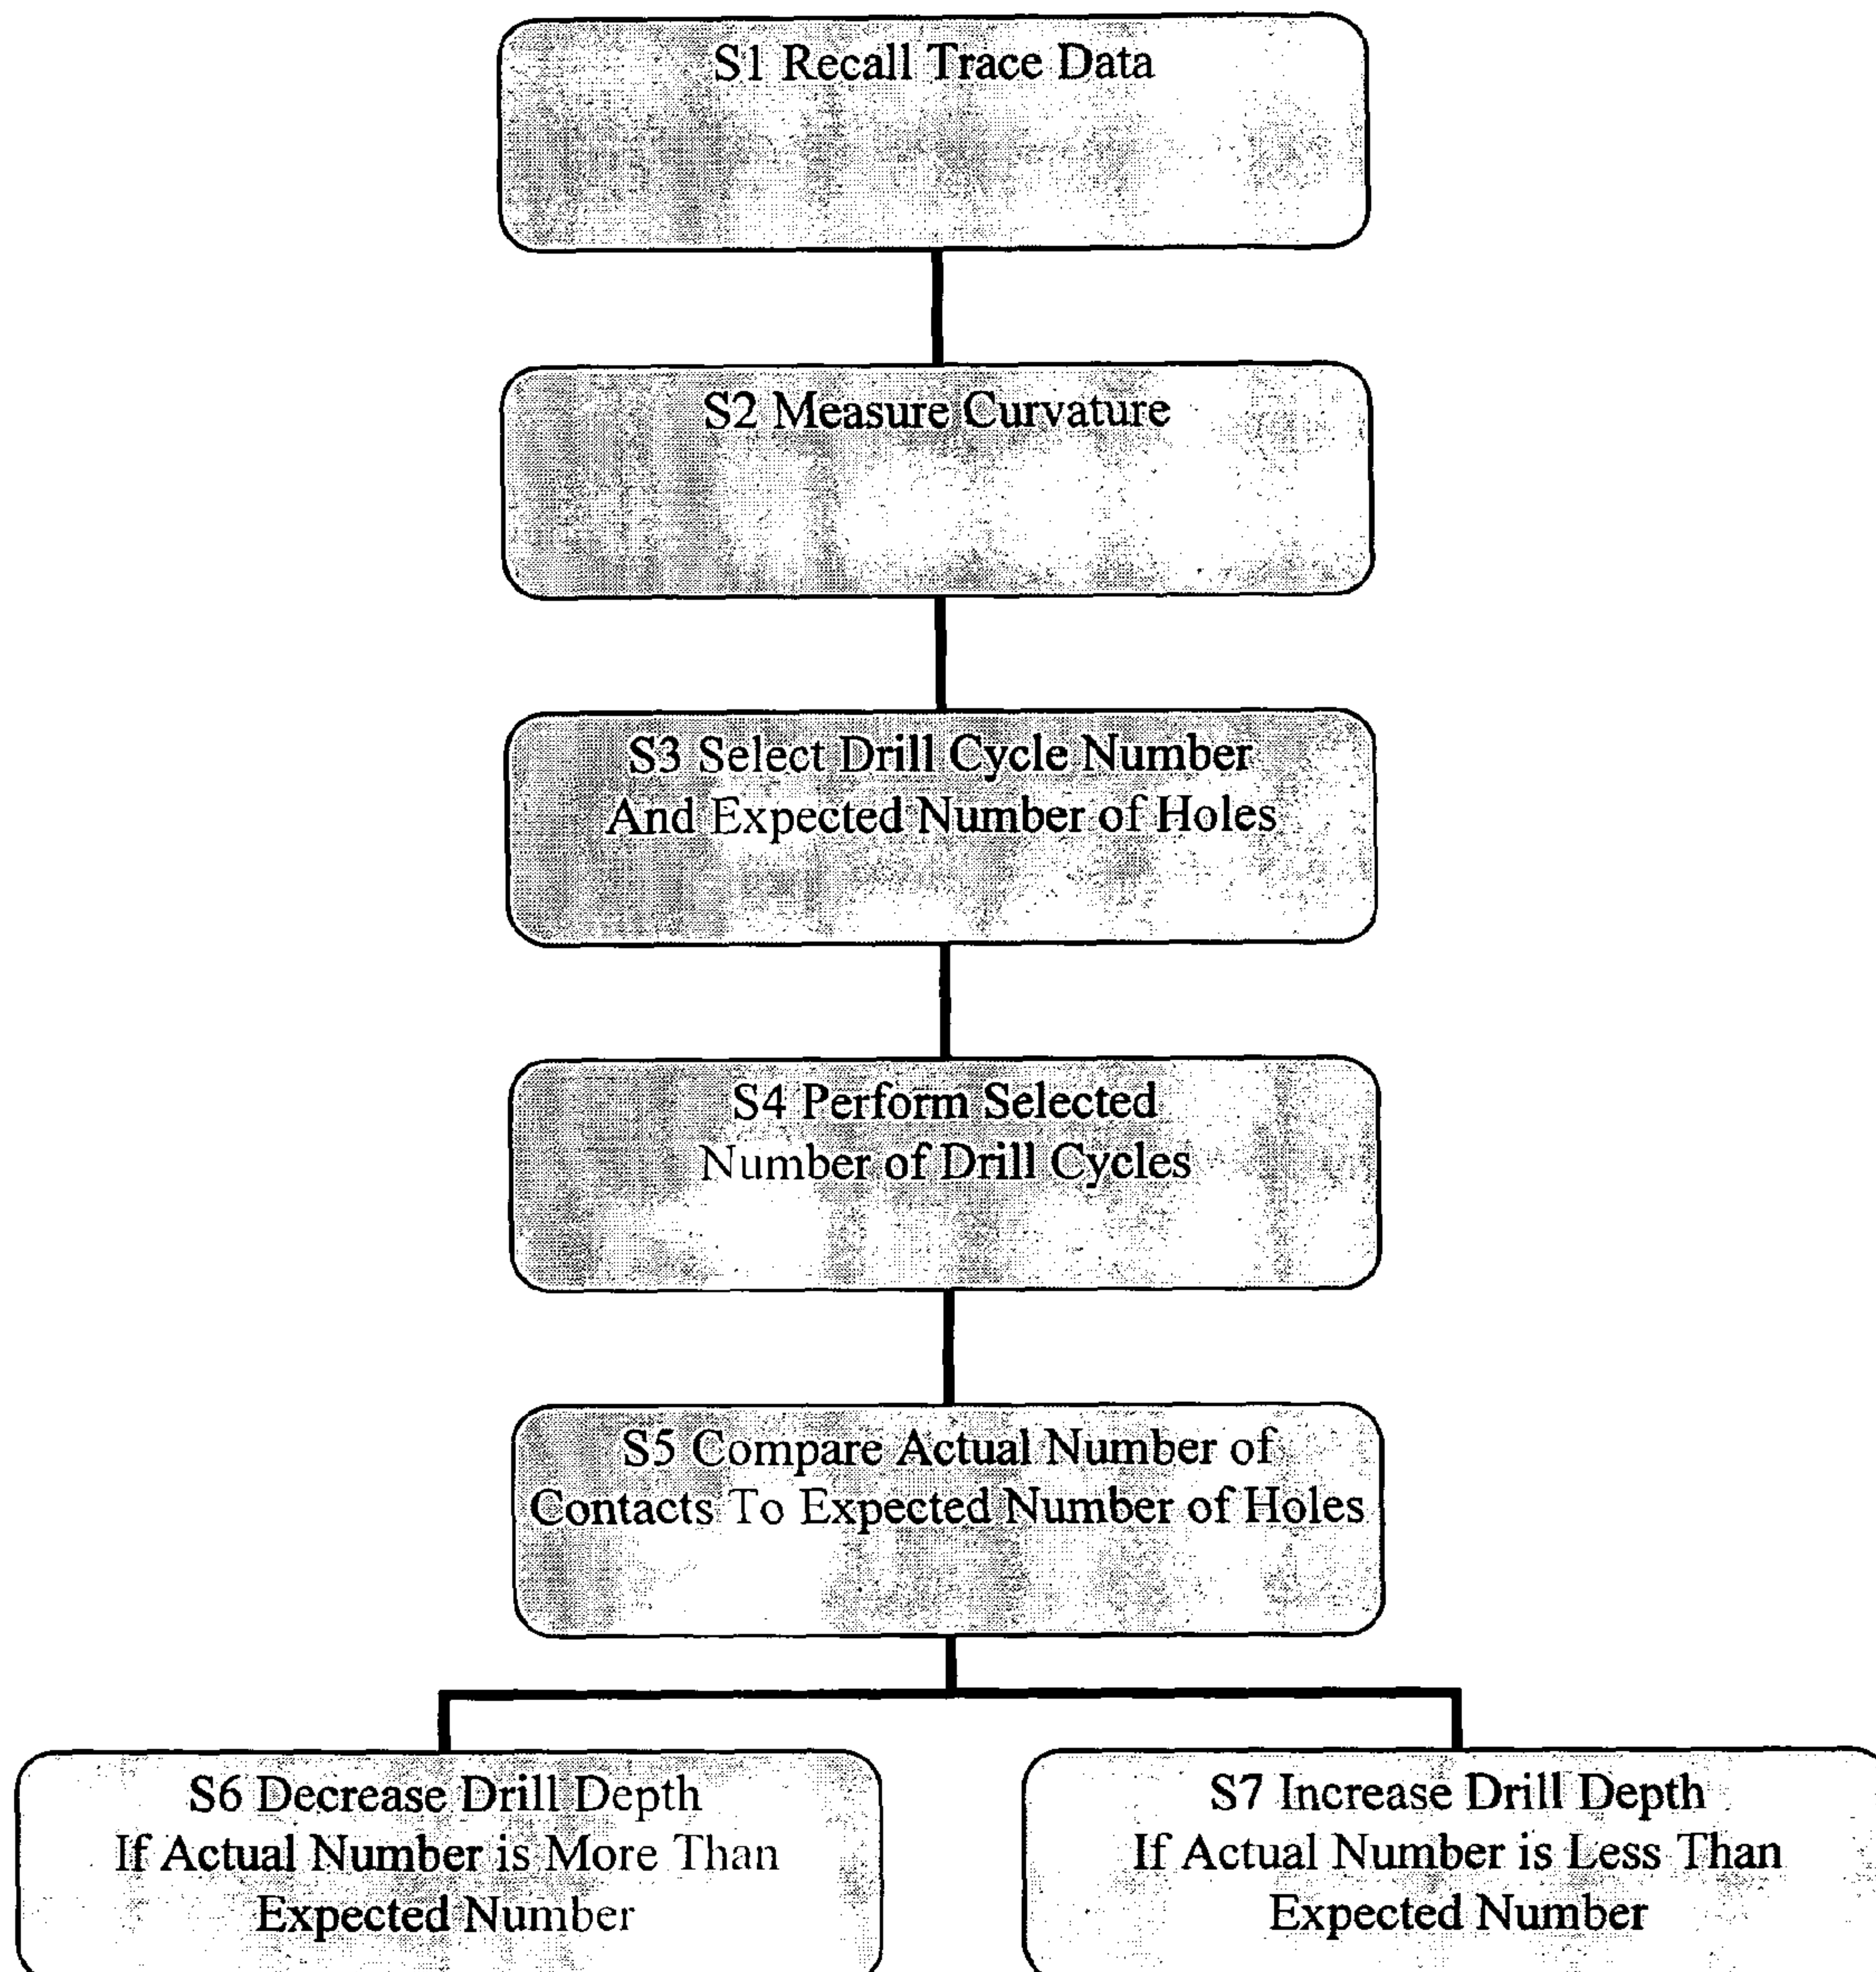 S1 Recall Trace Data
S2 Measure Curvature
S3 Select Drill Cycle Number
And Expected Number of Holes
S4 Perform Selected
Number of Drill Cycles
S5 Compare Actual Number of
Contacts To Expected Number of Holes
S6 Decrease Drill Depth
If Actual Number is More Than
Expected Number
S7 Increase Drill Depth
If Actual Number is Less Than
Expected Number